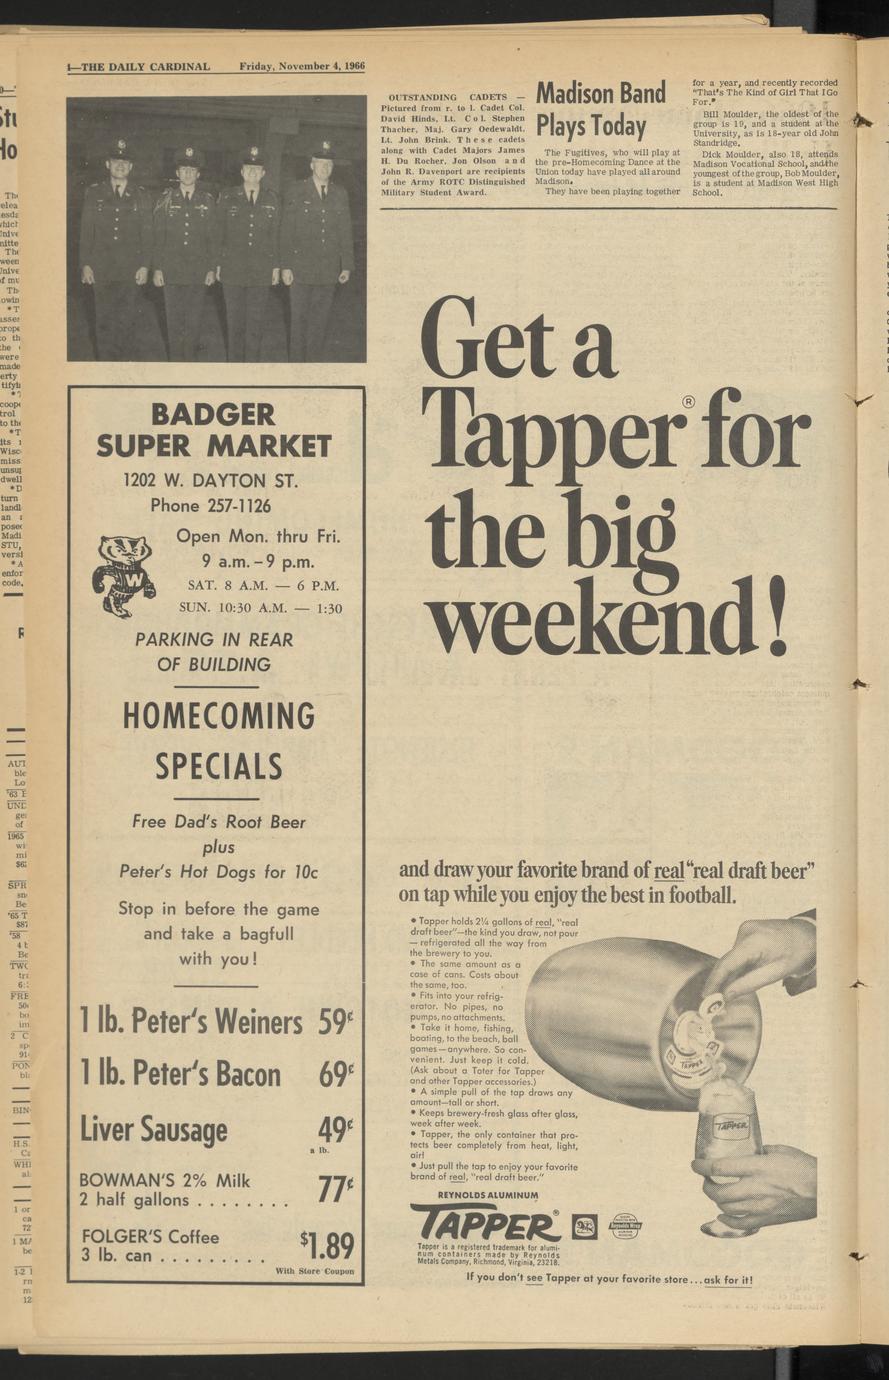 4—THE DAILY CARDINAL Friday, November 4, 1966
OUTSTANDING CADETS —
Pictured from r. to l. Cadet Col.
David Hinds, Lt. Col. Stephen
Thacher, Maj. Gary Oedewaldt,
Lt. John Brink. These cadets
along with Cadet Majors James
H. Du Rocher, Jon Olson and
John R. Davenport are recipients
of the Army ROTC Distinguished
Military Student Award.
Madison Band
Plays Today
The Fugitives, who will play at
the pre-Homecoming Dance at the
Union today have played all around
Madison.
They have been playing together
for a year, and recently recorded
"That's The Kind of Girl That I Go
For."
Bill Moulder, the oldest of the
group is 19, and a student at the
University, as is 18-year old John
Standridge.
Dick Moulder, also 18, attends
Madison Vocational School, and the
youngest of the group, Bob Moulder,
is a student at Madison West High
School.
BADGER
SUPER MARKET
1202 W. DAYTON ST.
Phone 257-1126
Open Mon. thru Fri.
9 a.m. – 9 p.m.
SAT. 8 A.M. — 6 P.M.
SUN. 10:30 A.M. — 1:30
W
PARKING IN REAR
OF BUILDING
HOMECOMING
SPECIALS
Free Dad's Root Beer
plus
Peter's Hot Dogs for 10c
Stop in before the game
and take a bagfull
with you!
1 lb. Peter's Weiners 59¢
1 lb. Peter's Bacon 69¢
Liver Sausage 49¢
a lb.
BOWMAN'S 2% Milk
2 half gallons . . . . . . . . 77¢
FOLGER'S Coffee
3 lb. can . . . . . . . . . $1.89
With Store Coupon
Get a
Tapper® for
the big
weekend!
and draw your favorite brand of real "real draft beer"
on tap while you enjoy the best in football.
• Tapper holds 2¼ gallons of real, "real
draft beer"—the kind you draw, not pour
— refrigerated all the way from
the brewery to you.
• The same amount as a
case of cans. Costs about
the same, too.
• Fits into your refrig-
erator. No pipes, no
pumps, no attachments.
• Take it home, fishing,
boating, to the beach, ball
games—anywhere. So con-
venient. Just keep it cold.
(Ask about a Toter for Tapper
and other Tapper accessories.)
• A simple pull of the tap draws any
amount—tall or short.
• Keeps brewery-fresh glass after glass,
week after week.
• Tapper, the only container that pro-
tects beer completely from heat, light,
air!
• Just pull the tap to enjoy your favorite
brand of real, "real draft beer."
TAPPER
TAPPER
REYNOLDS ALUMINUM
TAPPER®
Reynolds Wrap
Tapper is a registered trademark for alumi-
num containers made by Reynolds
Metals Company, Richmond, Virginia, 23218.
If you don't see Tapper at your favorite store...ask for it!